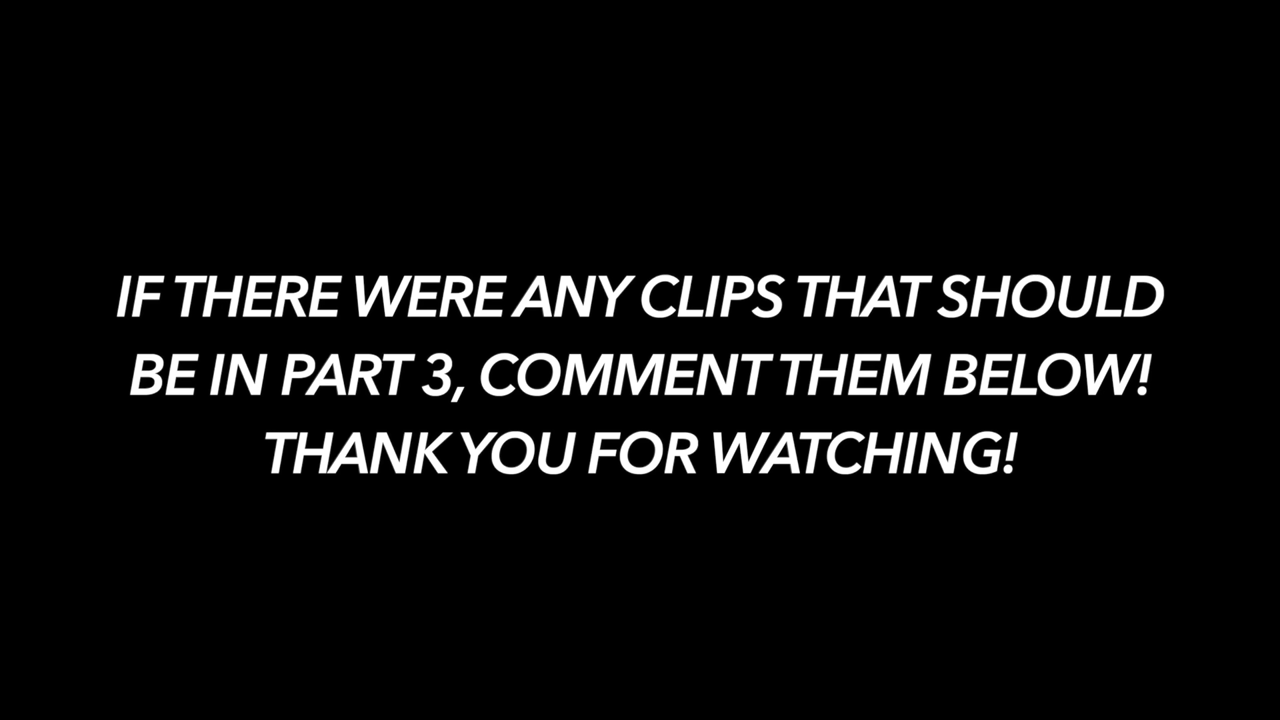 IF THERE WERE ANY CLIPS THAT SHOULD
BE IN PART 3, COMMENT THEM BELOW!
THANK YOU FOR WATCHING!